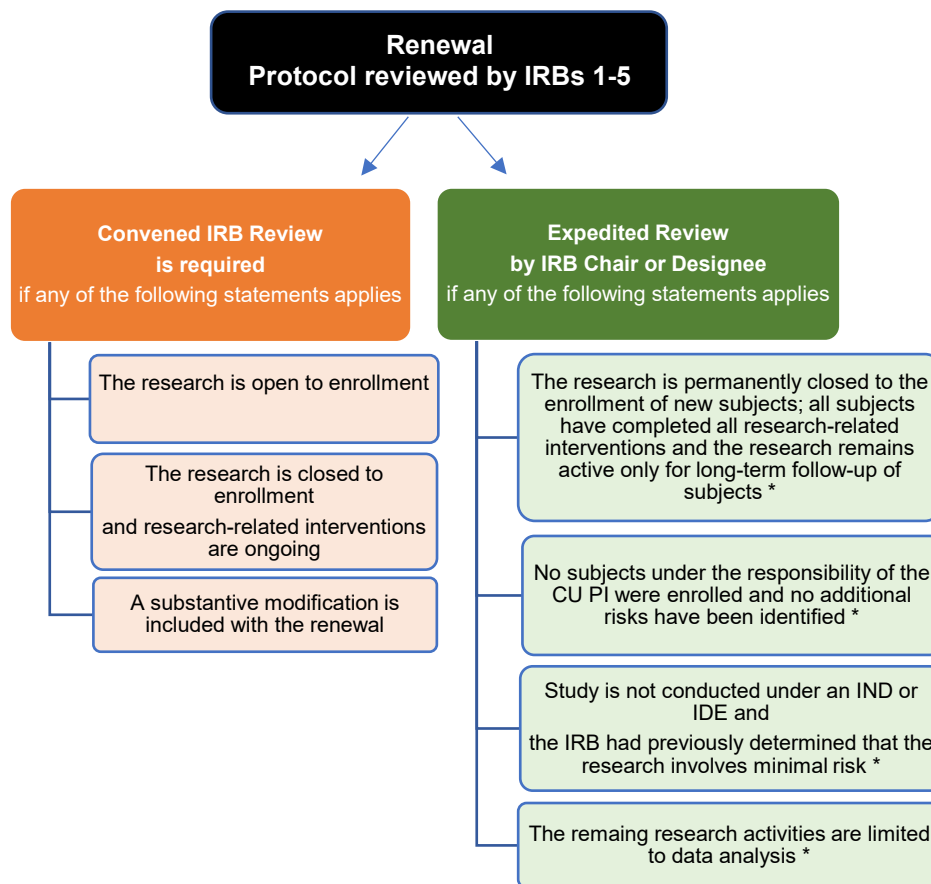 Renewal
Protocol reviewed by IRBs 1-5
Convened IRB Review
is required
if any of the following statements applies
The research is open to enrollment
The research is closed to
enrollment
and research-related interventions
are ongoing
A substantive modification is
included with the renewal
Expedited Review
by IRB Chair or Designee
if any of the following statements applies
The research is permanently closed to the
enrollment of new subjects; all subjects
have completed all research-related
interventions and the research remains
active only for long-term follow-up of
subjects *
No subjects under the responsibility of the
CU PI were enrolled and no additional
risks have been identified *
Study is not conducted under an IND or
IDE and
the IRB had previously determined that the
research involves minimal risk *
The remaing research activities are limited
to data analysis *